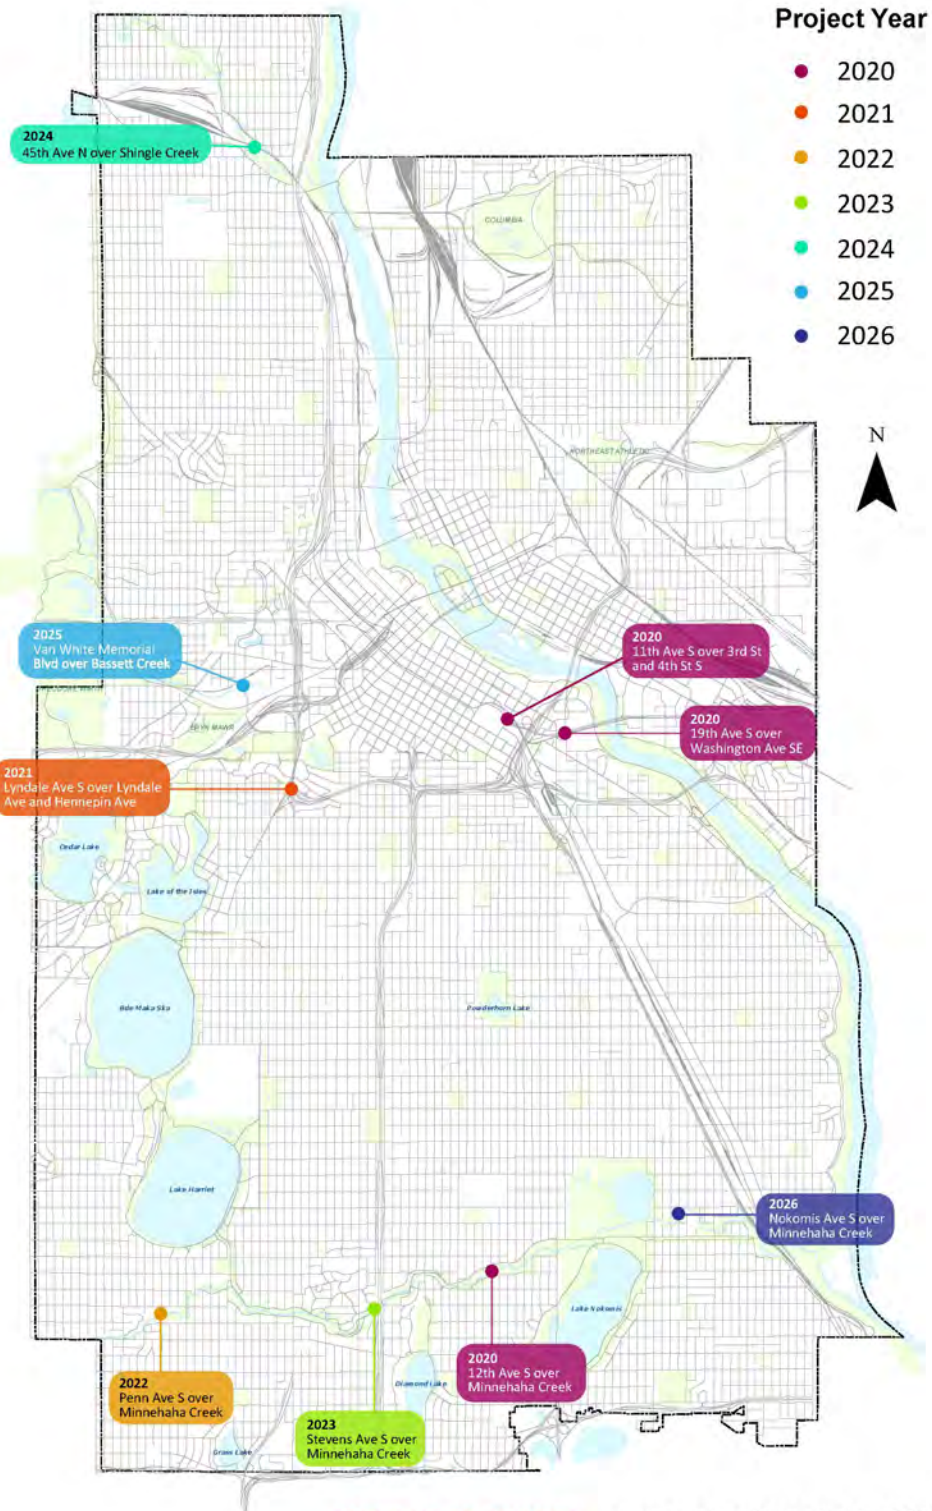 Project Year
2020
2021
2022
2023
2024
2025
2026
N
2024
45th Ave N over Shingle Creek
COLUMBIA
NORTHEAST ATHLETIC
2025
Van White Memorial
Blvd over Bassett Creek
2020
11th Ave S over 3rd St
and 4th St S
BRYN MAWR
2020
19th Ave S over
Washington Ave SE
2021
Lyndale Ave S over Lyndale
Ave and Hennepin Ave
Cedar Lake
Lake of the Isles
Bde Maka Ska
Powderhorn Lake
Lake Harriet
2026
Nokomis Ave S over
Minnehaha Creek
Lake Nokomis
2022
Penn Ave S over
Minnehaha Creek
Diamond Lake
2020
12th Ave S over
Minnehaha Creek
2023
Stevens Ave S over
Minnehaha Creek
Grass Lake